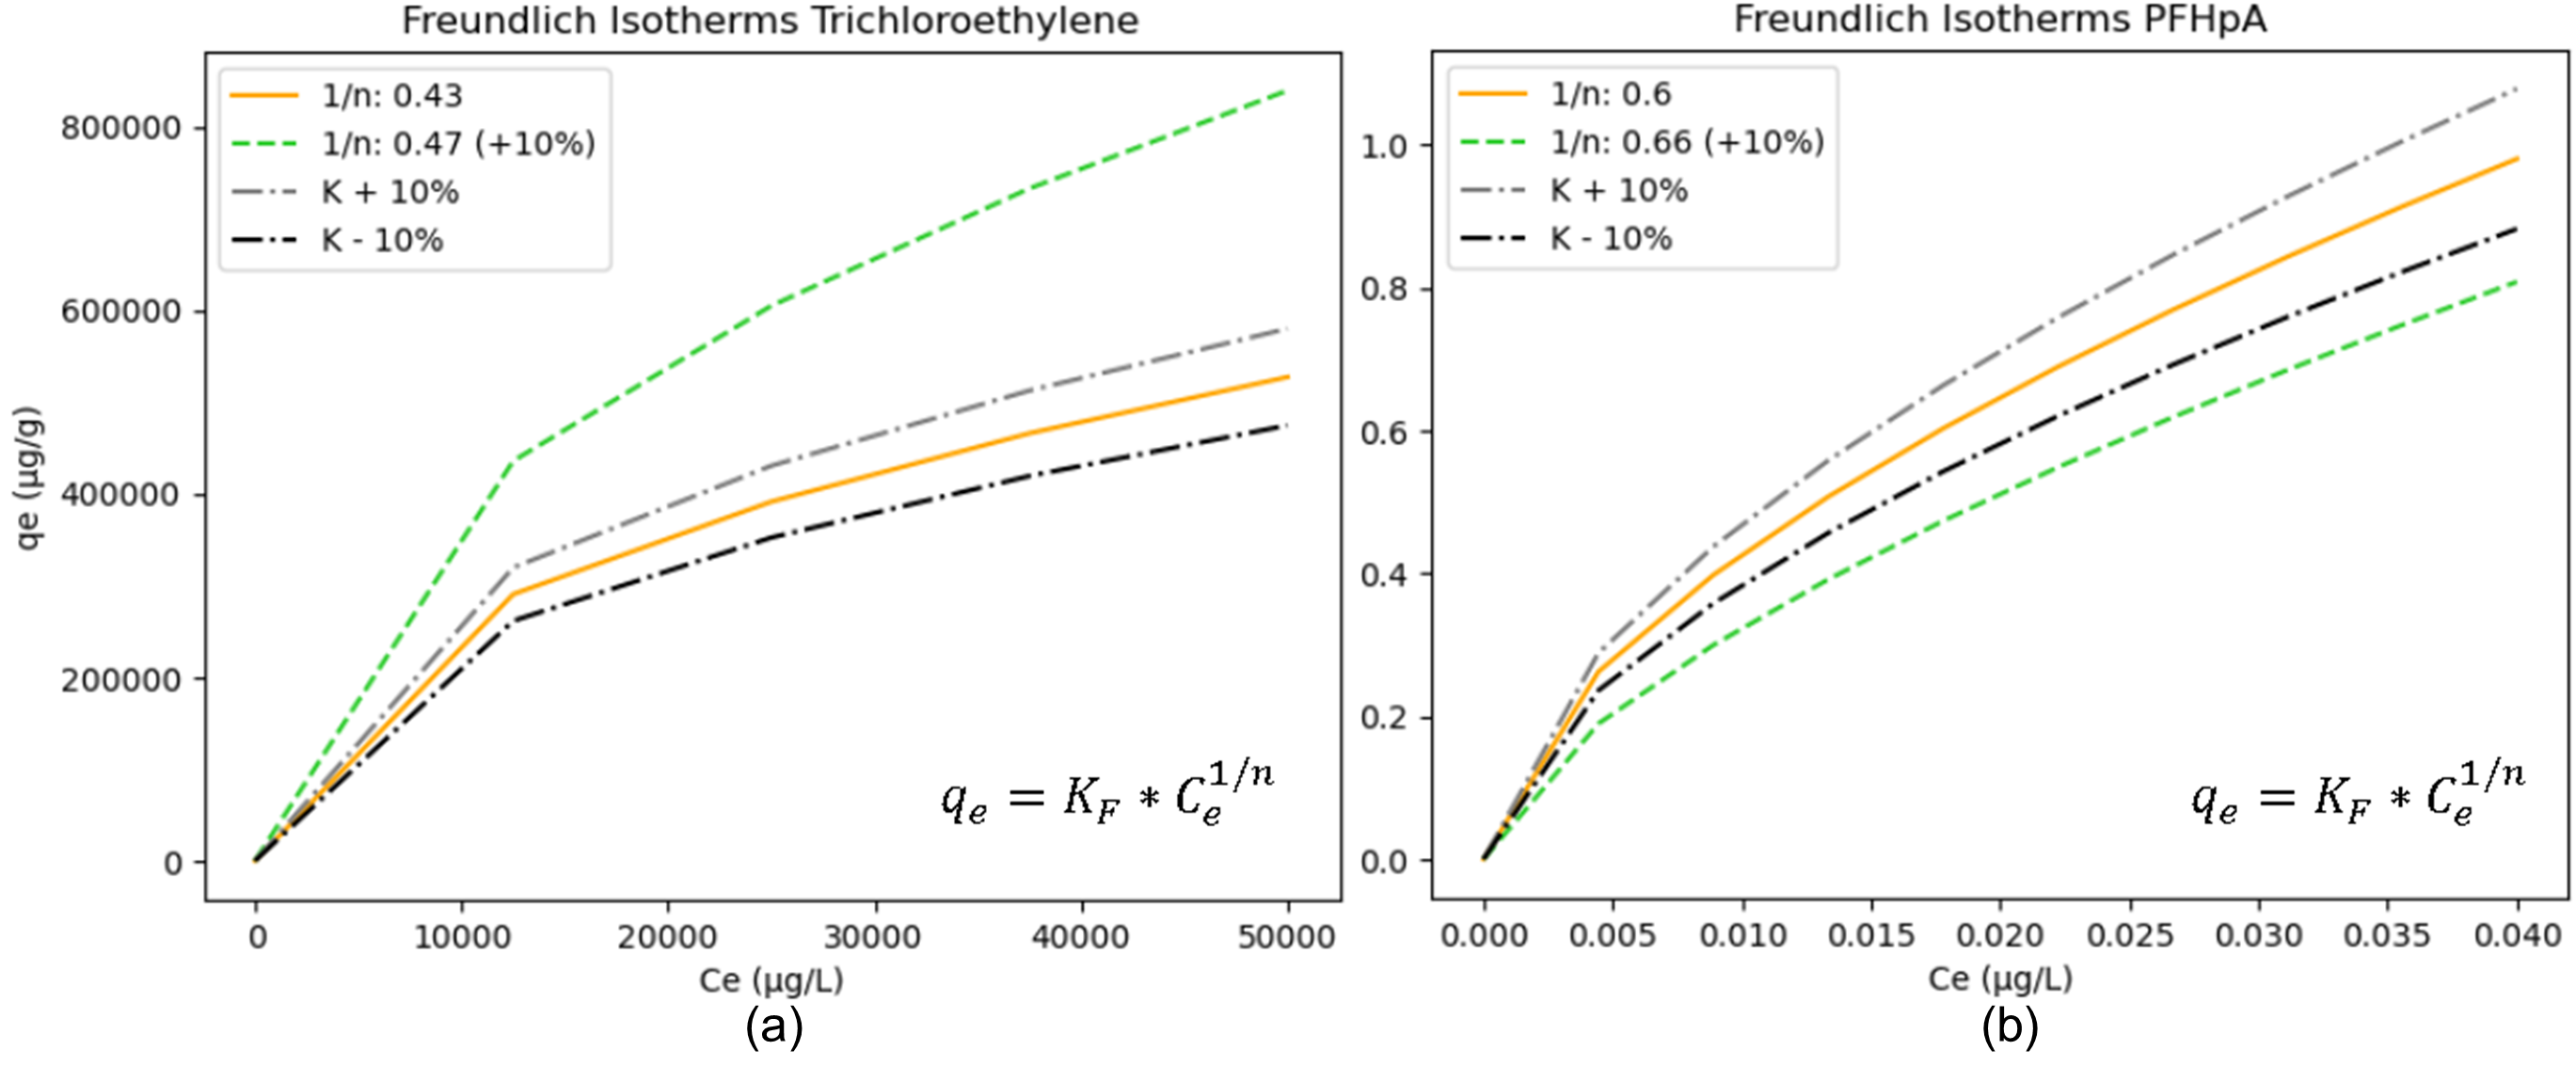 Freundlich Isotherms Trichloroethylene
1/n: 0.43
1/n: 0.47 (+10%)
K + 10%
K - 10%
800000
600000
400000
200000
0
qe (µg/g)
q_e = K_F * C_e^{1/n}
0 10000 20000 30000 40000 50000
Ce (µg/L)
(a)
Freundlich Isotherms PFHpA
1/n: 0.6
1/n: 0.66 (+10%)
K + 10%
K - 10%
1.0
0.8
0.6
0.4
0.2
0.0
q_e = K_F * C_e^{1/n}
0.000 0.005 0.010 0.015 0.020 0.025 0.030 0.035 0.040
Ce (µg/L)
(b)